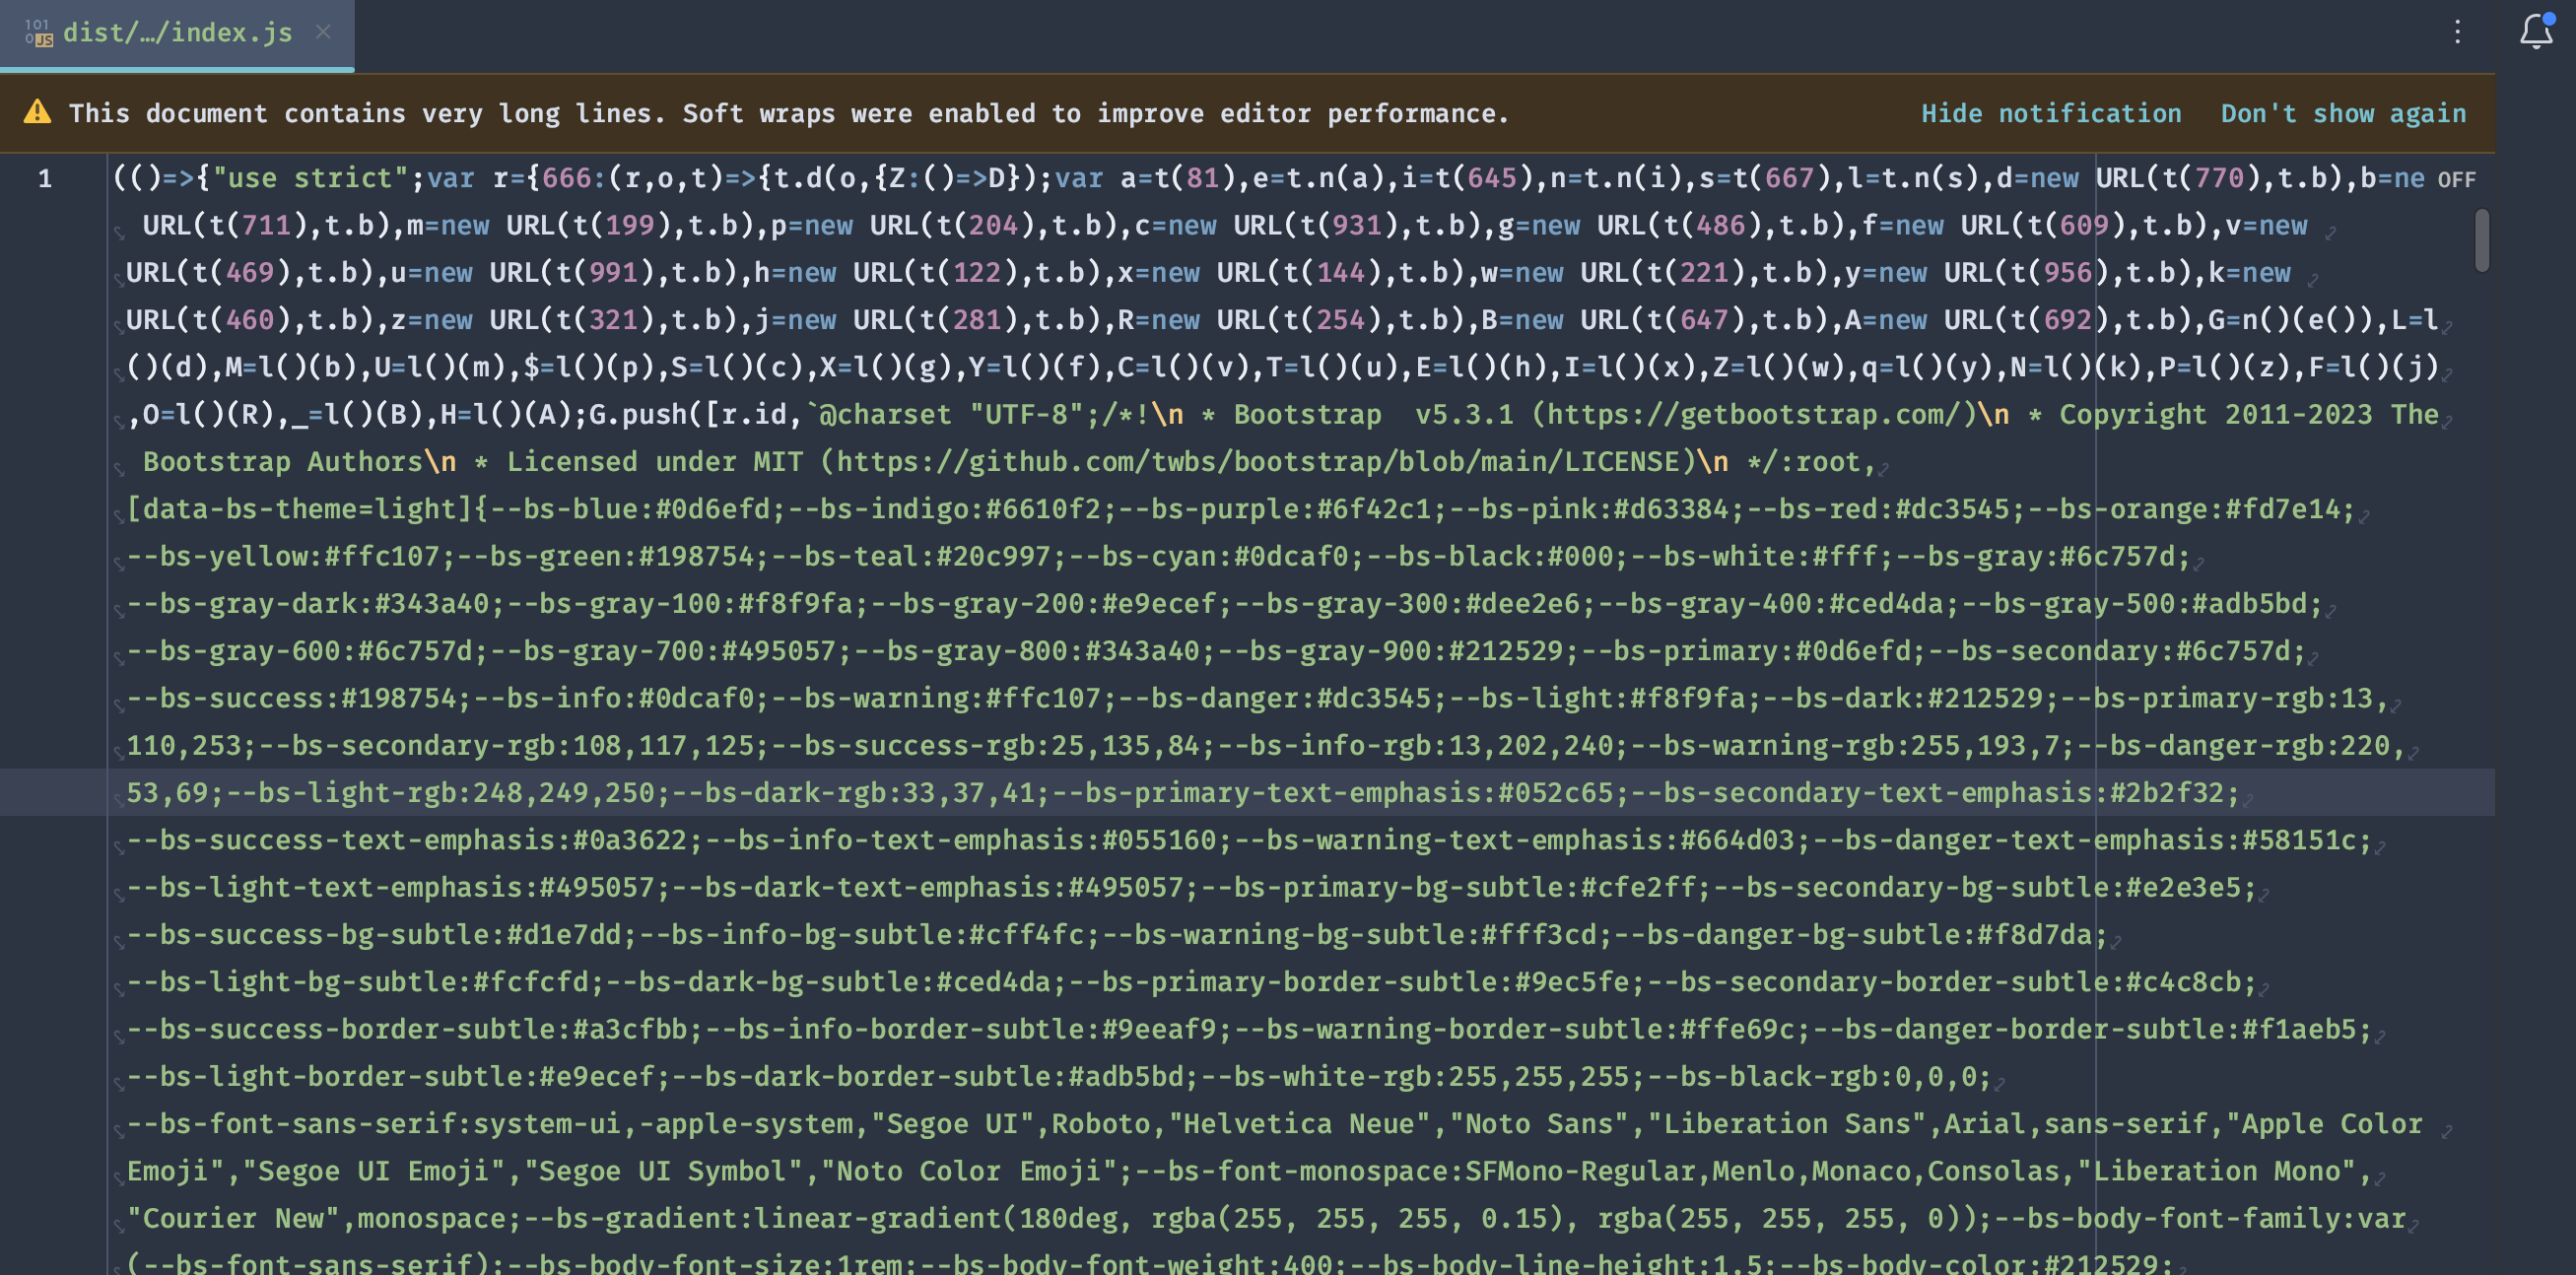 dist/…/index.js
This document contains very long lines. Soft wraps were enabled to improve editor performance. Hide notification Don't show again
1 (()=>{"use strict";var r={666:(r,o,t)=>{t.d(o,{Z:()=>D});var a=t(81),e=t.n(a),i=t(645),n=t.n(i),s=t(667),l=t.n(s),d=new URL(t(770),t.b),b=ne OFF
URL(t(711),t.b),m=new URL(t(199),t.b),p=new URL(t(204),t.b),c=new URL(t(931),t.b),g=new URL(t(486),t.b),f=new URL(t(609),t.b),v=new
URL(t(469),t.b),u=new URL(t(991),t.b),h=new URL(t(122),t.b),x=new URL(t(144),t.b),w=new URL(t(221),t.b),y=new URL(t(956),t.b),k=new
URL(t(460),t.b),z=new URL(t(321),t.b),j=new URL(t(281),t.b),R=new URL(t(254),t.b),B=new URL(t(647),t.b),A=new URL(t(692),t.b),G=n()(e()),L=l
()(d),M=l()(b),U=l()(m),$=l()(p),S=l()(c),X=l()(g),Y=l()(f),C=l()(v),T=l()(u),E=l()(h),I=l()(x),Z=l()(w),q=l()(y),N=l()(k),P=l()(z),F=l()(j)
,O=l()(R),_=l()(B),H=l()(A);G.push([r.id,`@charset "UTF-8";/*!\n * Bootstrap  v5.3.1 (https://getbootstrap.com/)\n * Copyright 2011-2023 The
Bootstrap Authors\n * Licensed under MIT (https://github.com/twbs/bootstrap/blob/main/LICENSE)\n */:root,
[data-bs-theme=light]{--bs-blue:#0d6efd;--bs-indigo:#6610f2;--bs-purple:#6f42c1;--bs-pink:#d63384;--bs-red:#dc3545;--bs-orange:#fd7e14;
--bs-yellow:#ffc107;--bs-green:#198754;--bs-teal:#20c997;--bs-cyan:#0dcaf0;--bs-black:#000;--bs-white:#fff;--bs-gray:#6c757d;
--bs-gray-dark:#343a40;--bs-gray-100:#f8f9fa;--bs-gray-200:#e9ecef;--bs-gray-300:#dee2e6;--bs-gray-400:#ced4da;--bs-gray-500:#adb5bd;
--bs-gray-600:#6c757d;--bs-gray-700:#495057;--bs-gray-800:#343a40;--bs-gray-900:#212529;--bs-primary:#0d6efd;--bs-secondary:#6c757d;
--bs-success:#198754;--bs-info:#0dcaf0;--bs-warning:#ffc107;--bs-danger:#dc3545;--bs-light:#f8f9fa;--bs-dark:#212529;--bs-primary-rgb:13,
110,253;--bs-secondary-rgb:108,117,125;--bs-success-rgb:25,135,84;--bs-info-rgb:13,202,240;--bs-warning-rgb:255,193,7;--bs-danger-rgb:220,
53,69;--bs-light-rgb:248,249,250;--bs-dark-rgb:33,37,41;--bs-primary-text-emphasis:#052c65;--bs-secondary-text-emphasis:#2b2f32;
--bs-success-text-emphasis:#0a3622;--bs-info-text-emphasis:#055160;--bs-warning-text-emphasis:#664d03;--bs-danger-text-emphasis:#58151c;
--bs-light-text-emphasis:#495057;--bs-dark-text-emphasis:#495057;--bs-primary-bg-subtle:#cfe2ff;--bs-secondary-bg-subtle:#e2e3e5;
--bs-success-bg-subtle:#d1e7dd;--bs-info-bg-subtle:#cff4fc;--bs-warning-bg-subtle:#fff3cd;--bs-danger-bg-subtle:#f8d7da;
--bs-light-bg-subtle:#fcfcfd;--bs-dark-bg-subtle:#ced4da;--bs-primary-border-subtle:#9ec5fe;--bs-secondary-border-subtle:#c4c8cb;
--bs-success-border-subtle:#a3cfbb;--bs-info-border-subtle:#9eeaf9;--bs-warning-border-subtle:#ffe69c;--bs-danger-border-subtle:#f1aeb5;
--bs-light-border-subtle:#e9ecef;--bs-dark-border-subtle:#adb5bd;--bs-white-rgb:255,255,255;--bs-black-rgb:0,0,0;
--bs-font-sans-serif:system-ui,-apple-system,"Segoe UI",Roboto,"Helvetica Neue","Noto Sans","Liberation Sans",Arial,sans-serif,"Apple Color
Emoji","Segoe UI Emoji","Segoe UI Symbol","Noto Color Emoji";--bs-font-monospace:SFMono-Regular,Menlo,Monaco,Consolas,"Liberation Mono",
"Courier New",monospace;--bs-gradient:linear-gradient(180deg, rgba(255, 255, 255, 0.15), rgba(255, 255, 255, 0));--bs-body-font-family:var
(--bs-font-sans-serif);--bs-body-font-size:1rem;--bs-body-font-weight:400;--bs-body-line-height:1.5;--bs-body-color:#212529;